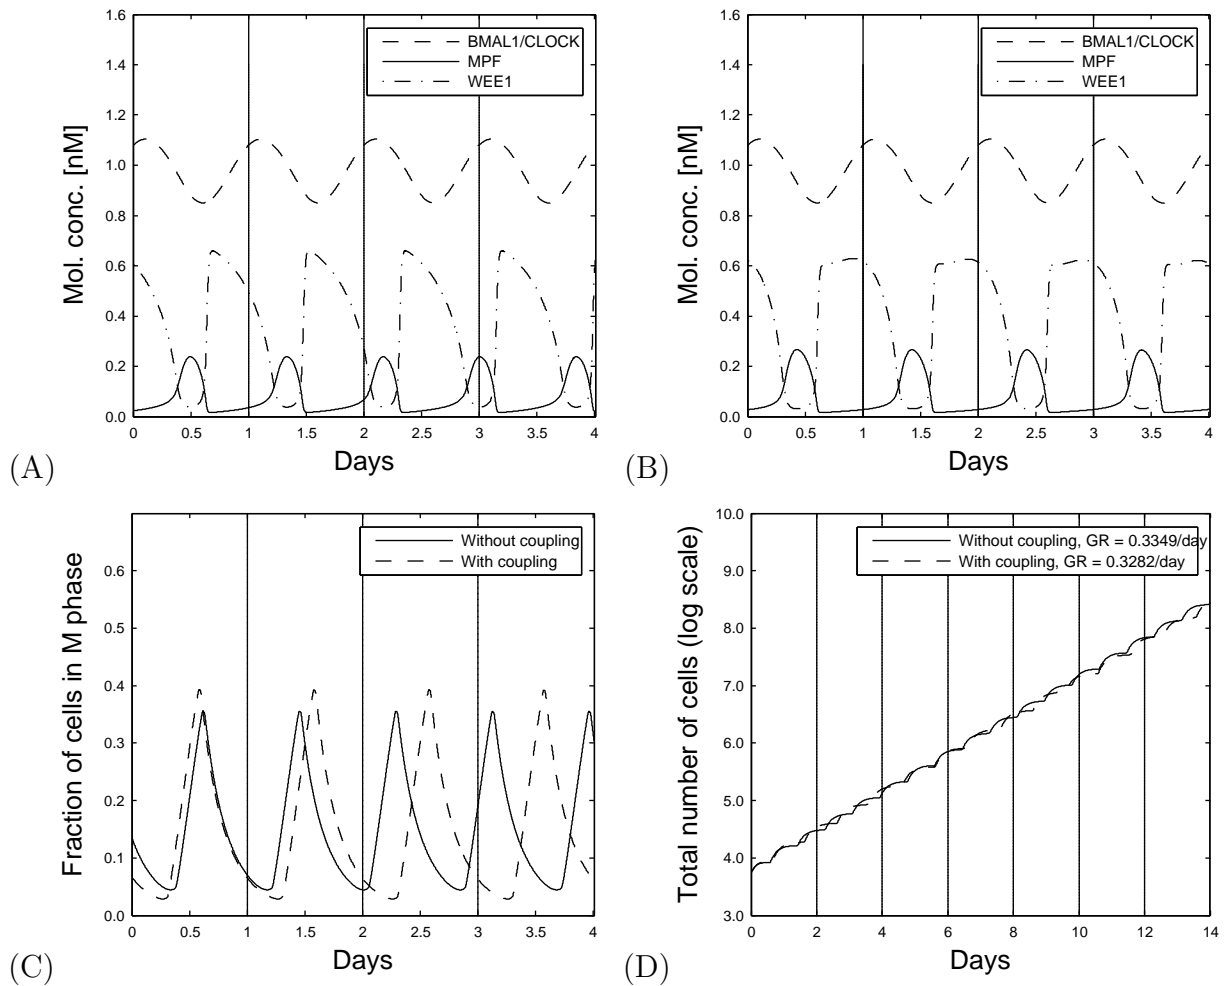 1.6
1.4
1.2
1.0
0.8
0.6
0.4
0.2
0.0
Mol. conc. [nM]
BMAL1/CLOCK
MPF
WEE1
0 0.5 1 1.5 2 2.5 3 3.5 4
Days
(A)
1.6
1.4
1.2
1.0
0.8
0.6
0.4
0.2
0.0
Mol. conc. [nM]
BMAL1/CLOCK
MPF
WEE1
0 0.5 1 1.5 2 2.5 3 3.5 4
Days
(B)
0.6
0.5
0.4
0.3
0.2
0.1
0.0
Fraction of cells in M phase
Without coupling
With coupling
0 0.5 1 1.5 2 2.5 3 3.5 4
Days
(C)
10.0
9.0
8.0
7.0
6.0
5.0
4.0
3.0
Total number of cells (log scale)
Without coupling, GR = 0.3349/day
With coupling, GR = 0.3282/day
0 2 4 6 8 10 12 14
Days
(D)